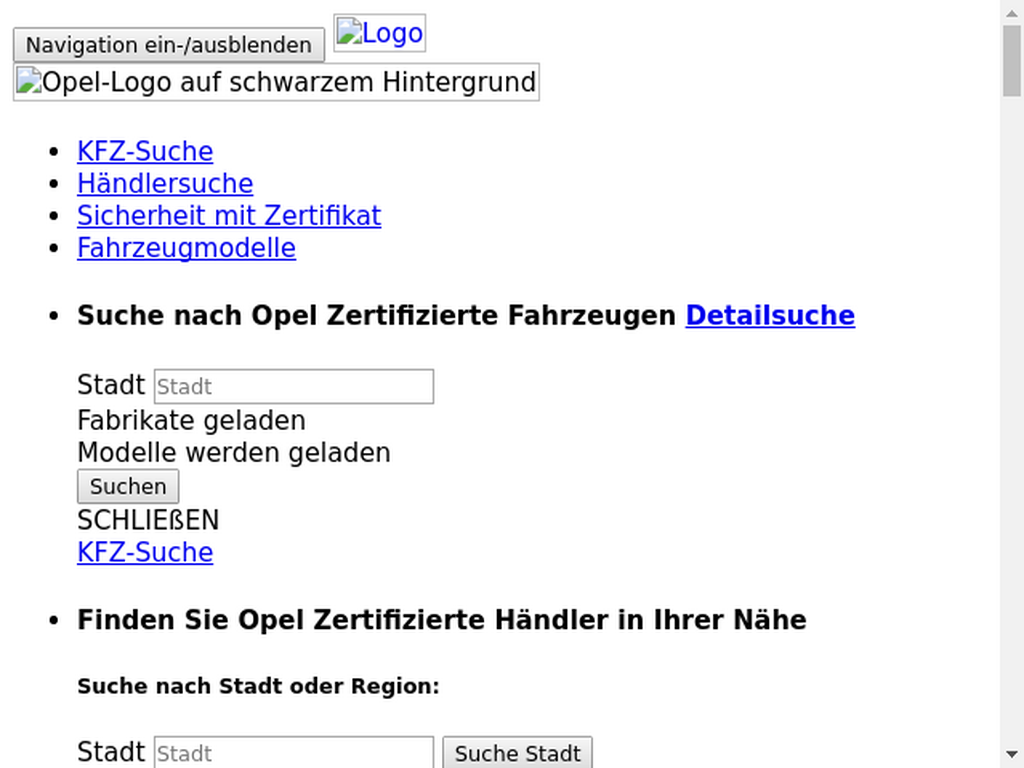 Navigation ein-/ausblenden Logo
Opel-Logo auf schwarzem Hintergrund
KFZ-Suche
Händlersuche
Sicherheit mit Zertifikat
Fahrzeugmodelle
Suche nach Opel Zertifizierte Fahrzeugen Detailsuche
Stadt Stadt
Fabrikate geladen
Modelle werden geladen
Suchen
SCHLIEßEN
KFZ-Suche
Finden Sie Opel Zertifizierte Händler in Ihrer Nähe
Suche nach Stadt oder Region:
Stadt Stadt Suche Stadt